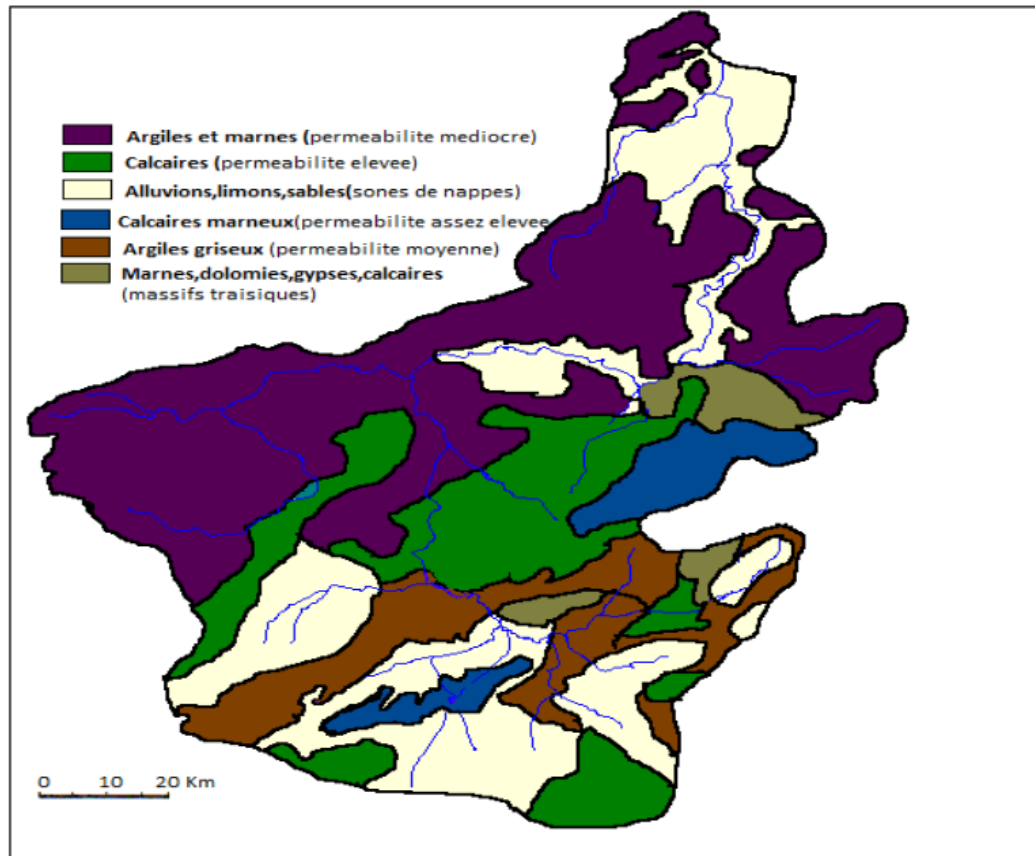 Argiles et marnes (permeabilite mediocre)
Calcaires (permeabilite elevee)
Alluvions,limons,sables(sones de nappes)
Calcaires marneux(permeabilite assez elevee
Argiles griseux (permeabilite moyenne)
Marnes,dolomies,gypses,calcaires
(massifs traisiques)
0 10 20 Km